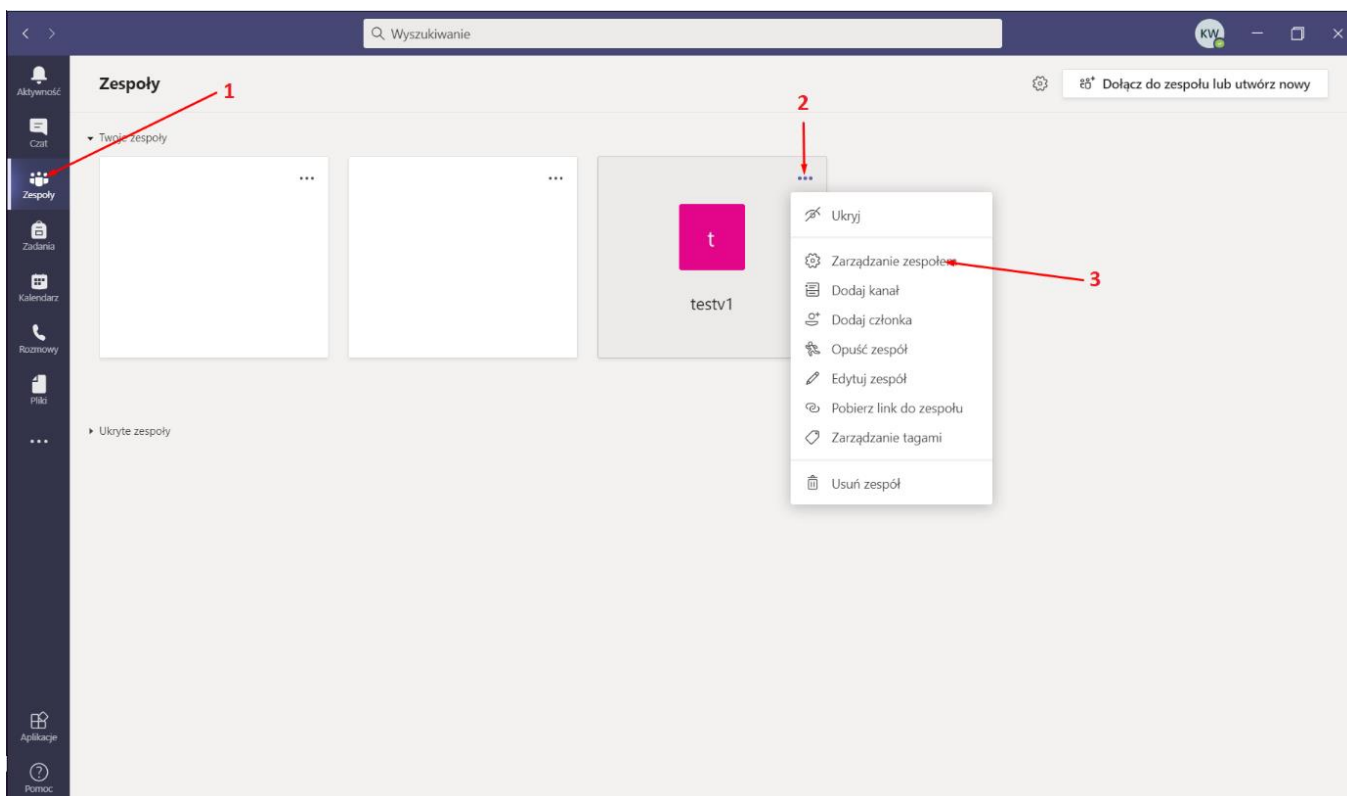 Wyszukiwanie
KW
Aktywność
Czat
Zespoły
Zadania
Kalendarz
Rozmowy
Pliki
Aplikacje
Pomoc
Zespoły
1
Dołącz do zespołu lub utwórz nowy
Twoje zespoły
2
t
testv1
Ukryj
Zarządzanie zespołem
3
Dodaj kanał
Dodaj członka
Opuść zespół
Edytuj zespół
Pobierz link do zespołu
Zarządzanie tagami
Usuń zespół
Ukryte zespoły